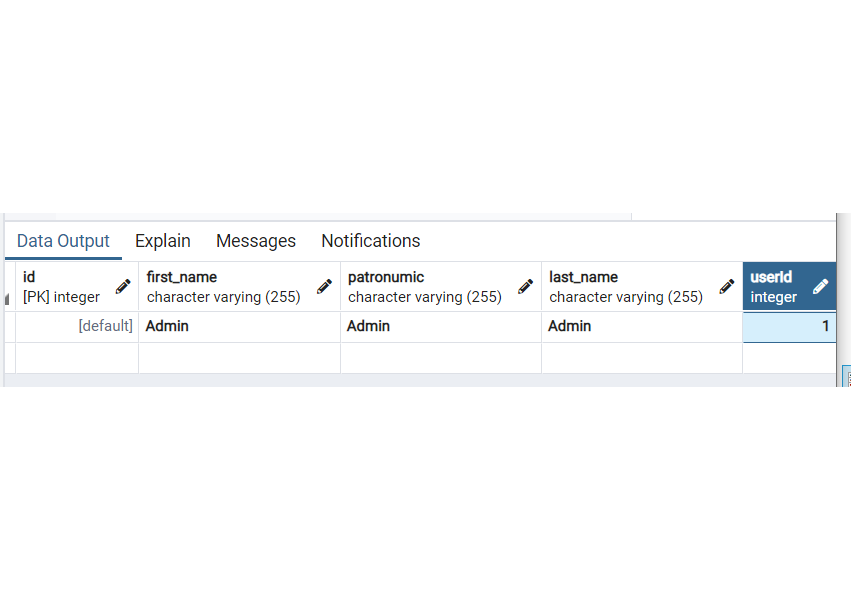 Data Output Explain Messages Notifications
id first_name patronumic last_name userId
[PK] integer character varying (255) character varying (255) character varying (255) integer
[default] Admin Admin Admin 1